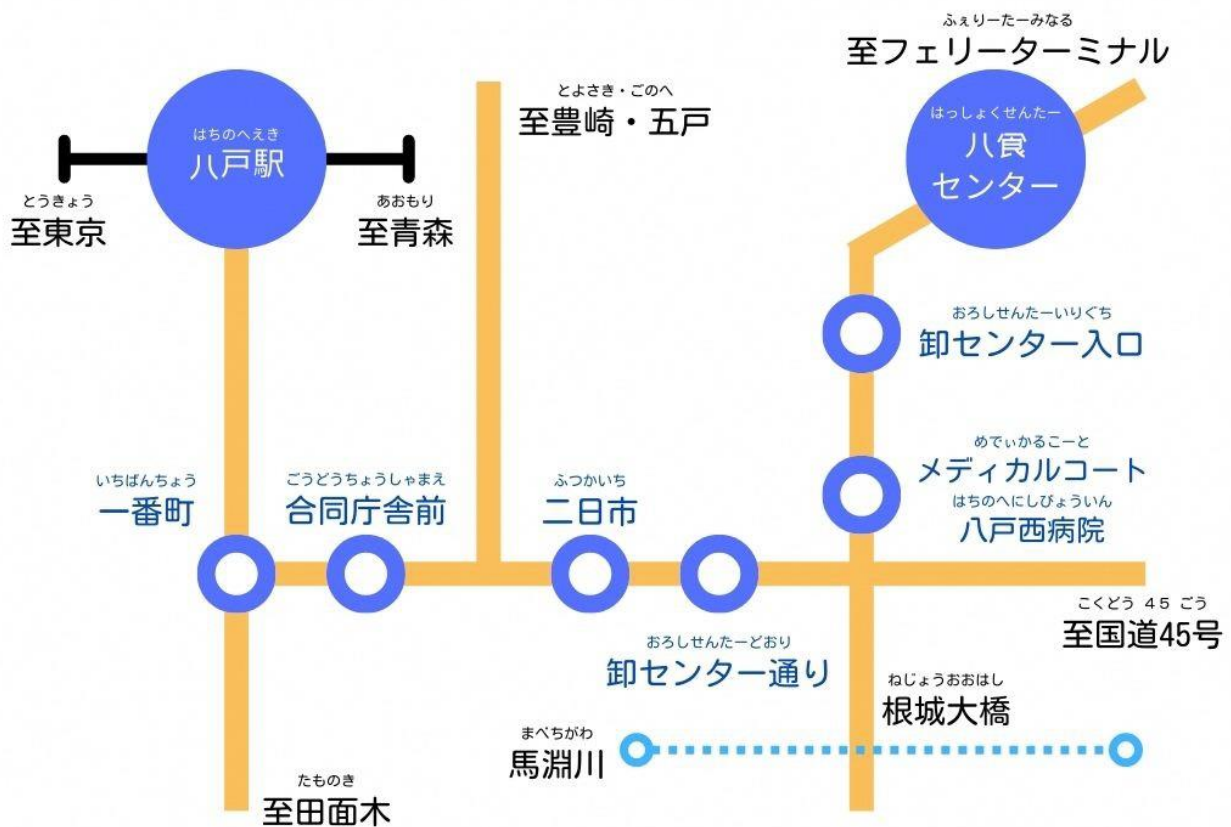 ふぇりーたーみなる
至フェリーターミナル
はちのへえき
八戸駅
とうきょう
至東京
あおもり
至青森
とよさき・ごのへ
至豊崎・五戸
はっしょくせんたー
八食
センター
おろしせんたーいりぐち
卸センター入口
めでぃかるこーと
メディカルコート
はちのへにしびょういん
八戸西病院
いちばんちょう
一番町
ごうどうちょうしゃまえ
合同庁舎前
ふつかいち
二日市
おろしせんたーどおり
卸センター通り
こくどう 45 ごう
至国道45号
ねじょうおおはし
根城大橋
まべちがわ
馬淵川
たものき
至田面木